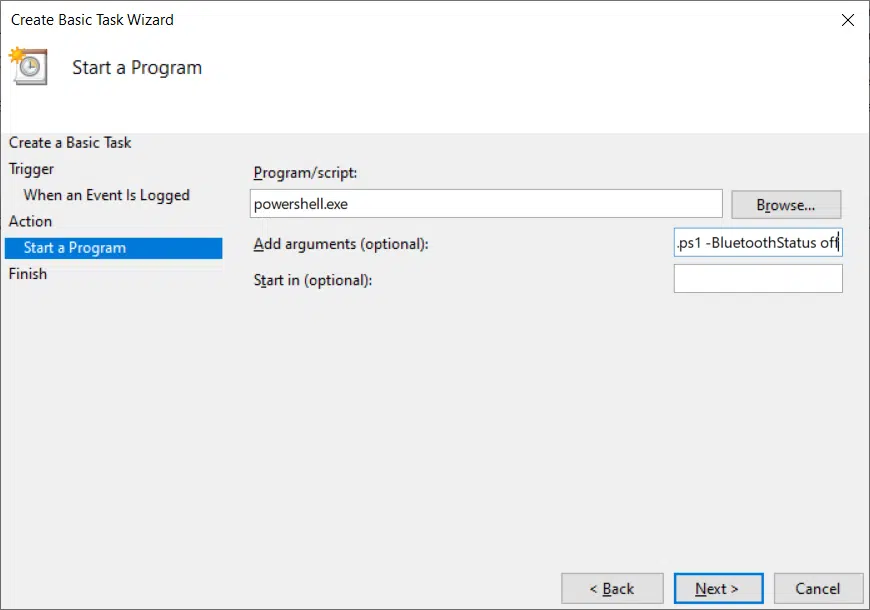 Create Basic Task Wizard
Start a Program
Create a Basic Task
Trigger
When an Event Is Logged
Action
Start a Program
Finish
Program/script:
powershell.exe
Browse...
Add arguments (optional):
.ps1 -BluetoothStatus off
Start in (optional):
< Back
Next >
Cancel